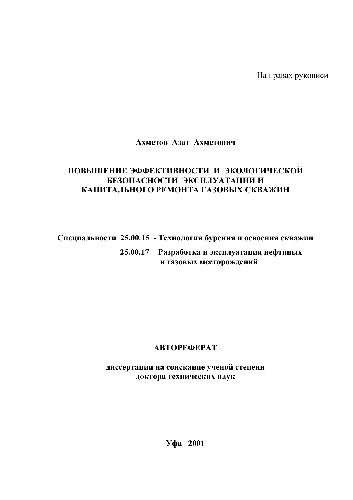 На правах рукописи
Ахметов Азат Ахметович
ПОВЫШЕНИЕ ЭФФЕКТИВНОСТИ И ЭКОЛОГИЧЕСКОЙ
БЕЗОПАСНОСТИ ЭКСПЛУАТАЦИИ И
КАПИТАЛЬНОГО РЕМОНТА ГАЗОВЫХ СКВАЖИН
Специальности 25.00.15 - Технология бурения и освоения скважин
25.00.17 - Разработка и эксплуатация нефтяных
и газовых месторождений
АВТОРЕФЕРАТ
диссертации на соискание ученой степени
доктора технических наук
Уфа 2001